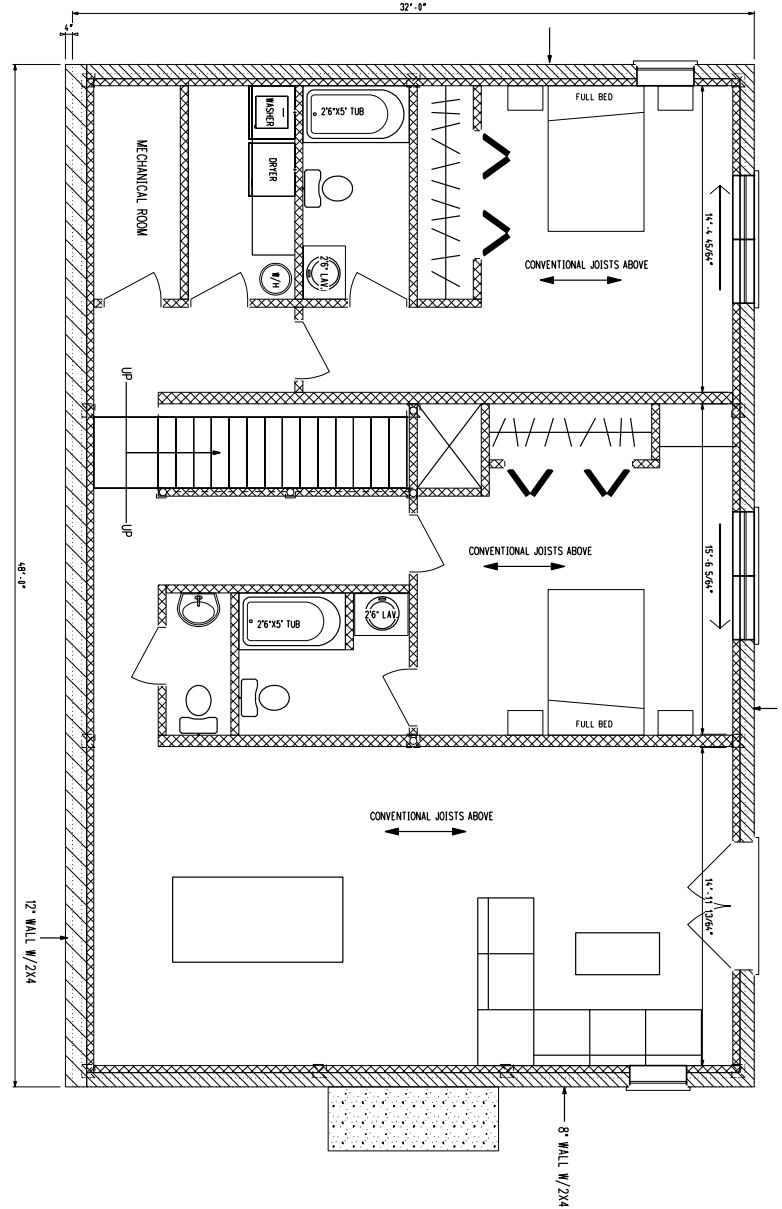 32'-0"
4"
FULL BED
WASHER
2'6"X5' TUB
DRYER
MECHANICAL ROOM
14'-4 45/64"
CONVENTIONAL JOISTS ABOVE
2'6" LAV.
W/H
UP
UP
CONVENTIONAL JOISTS ABOVE
15'-6 5/64"
48'-0"
2'6"X5' TUB
2'6" LAV.
FULL BED
CONVENTIONAL JOISTS ABOVE
14'-11 13/64"
12" WALL W/2X4
8" WALL W/2X4